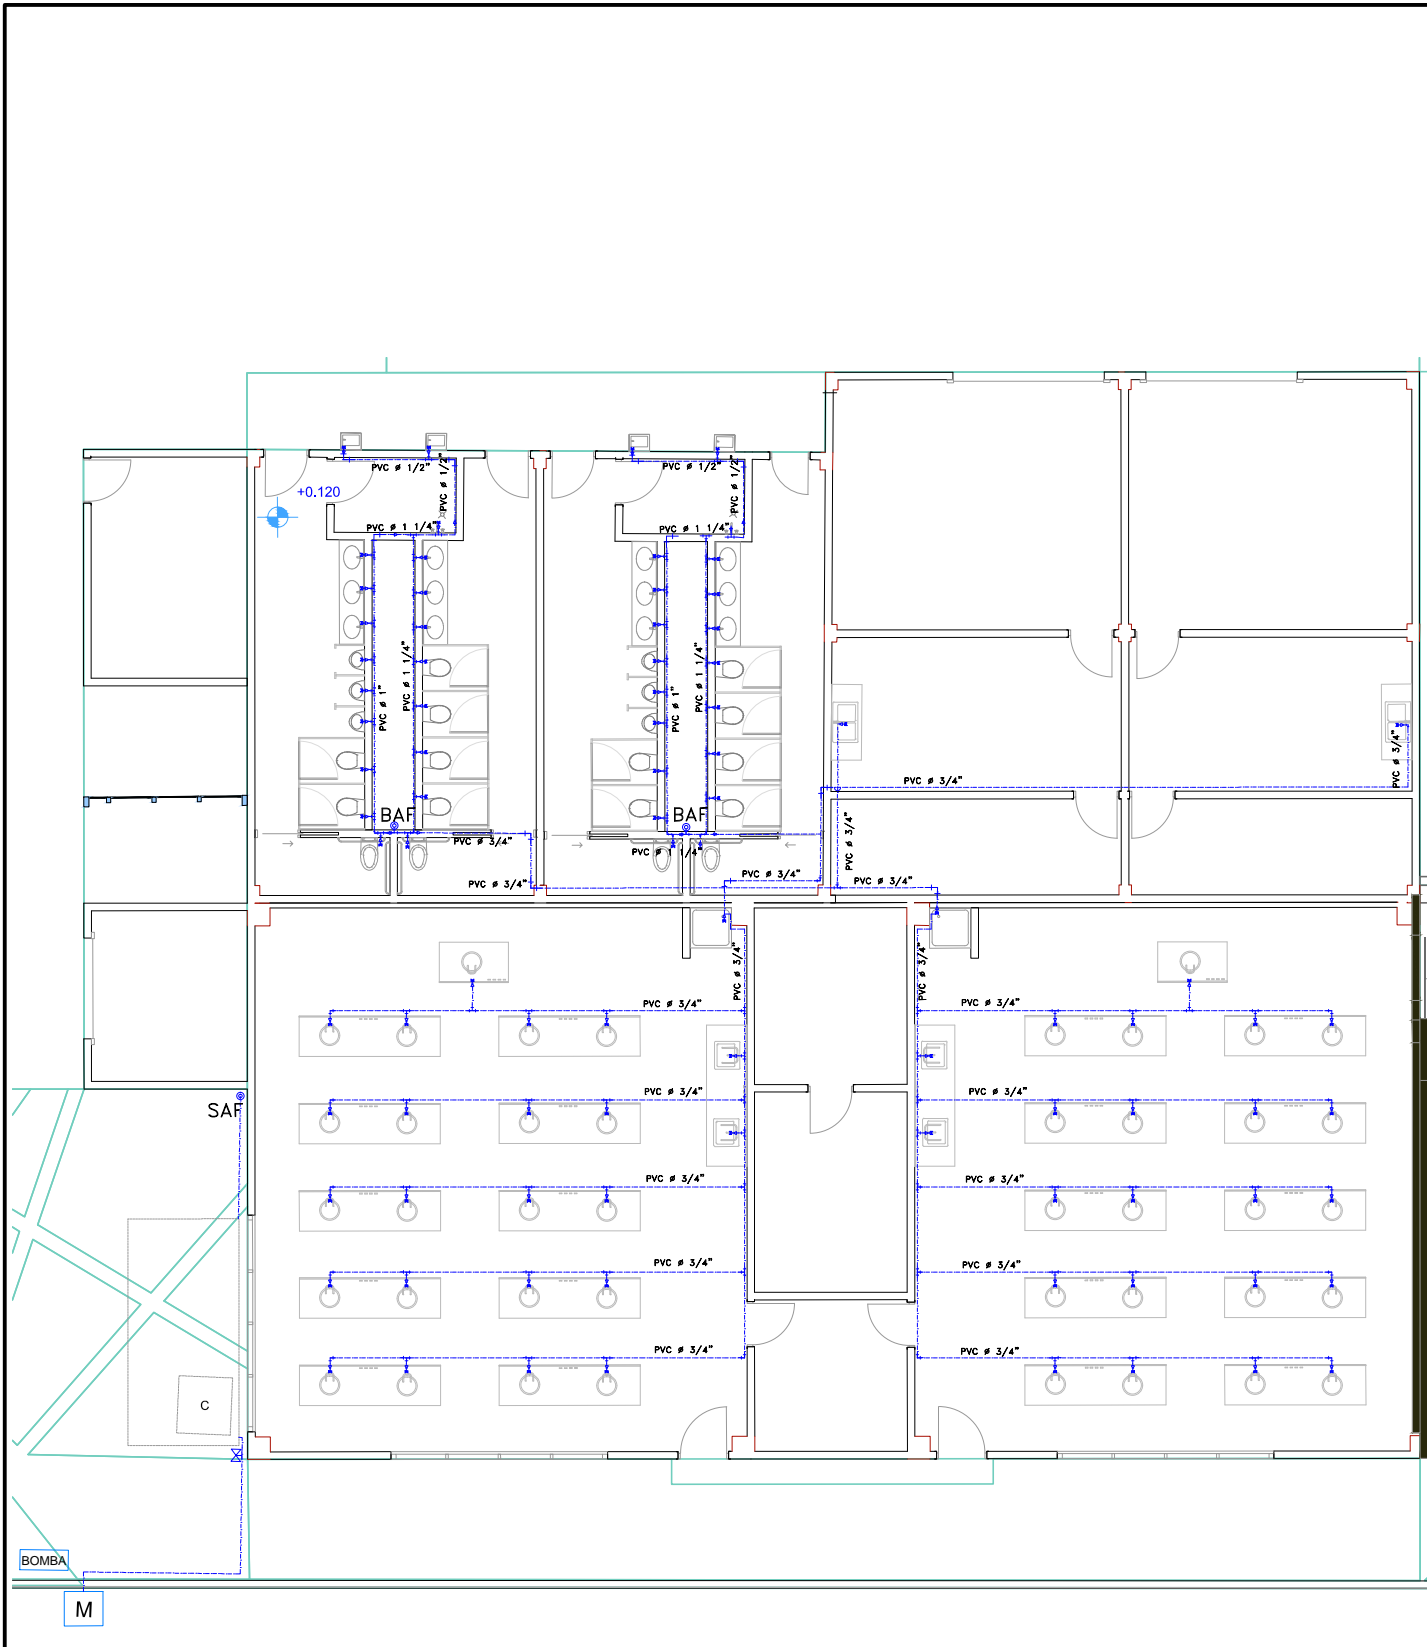 PVC ø 1/2"
PVC ø 1/2"
PVC ø 1/2"
PVC ø 1/2"
+0.120
PVC ø 1 1/4"
PVC ø 1 1/4"
PVC ø 1"
PVC ø 1 1/4"
PVC ø 1"
PVC ø 1 1/4"
PVC ø 3/4"
PVC ø 3/4"
BAF
BAF
PVC ø 3/4"
PVC ø 3/4"
PVC ø 1 1/4"
PVC ø 3/4"
PVC ø 3/4"
PVC ø 3/4"
PVC ø 3/4"
PVC ø 3/4"
PVC ø 3/4"
PVC ø 3/4"
PVC ø 3/4"
PVC ø 3/4
SAF
PVC ø 3/4"
PVC ø 3/4"
PVC ø 3/4"
PVC ø 3/4"
PVC ø 3/4"
PVC ø 3/4"
C
BOMBA
M